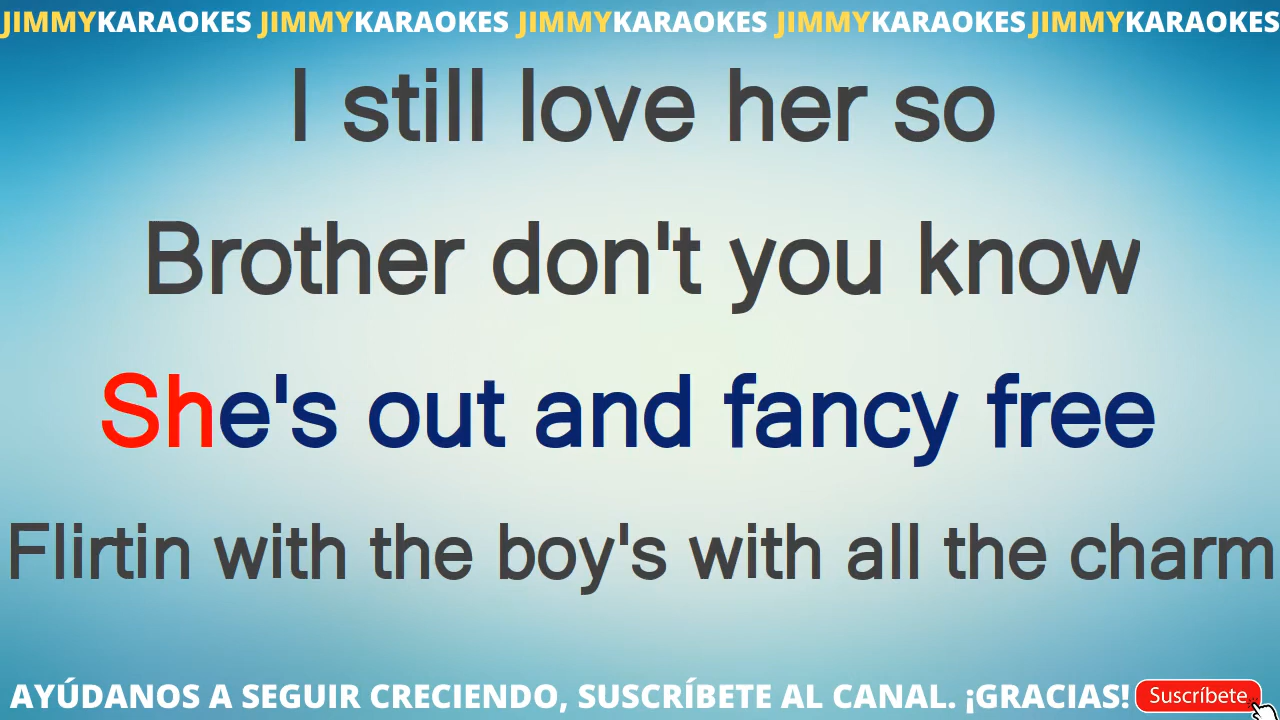 JIMMYKARAOKES JIMMYKARAOKES JIMMYKARAOKES JIMMYKARAOKES JIMMYKARAOKES
I still love her so
Brother don't you know
She's out and fancy free
Flirtin with the boy's with all the charm
AYÚDANOS A SEGUIR CRECIENDO, SUSCRÍBETE AL CANAL. ¡GRACIAS! Suscríbete